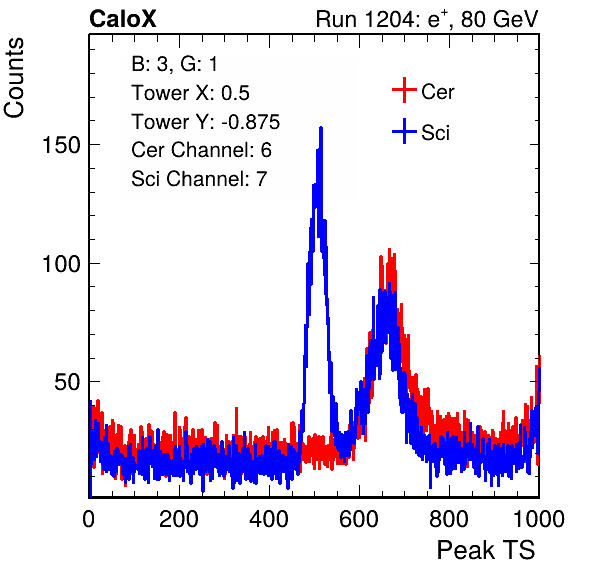 CaloX Run 1204: e⁺, 80 GeV
Counts
B: 3, G: 1
Tower X: 0.5
Tower Y: -0.875
Cer Channel: 6
Sci Channel: 7
Cer
Sci
150
100
50
0 200 400 600 800 1000
Peak TS